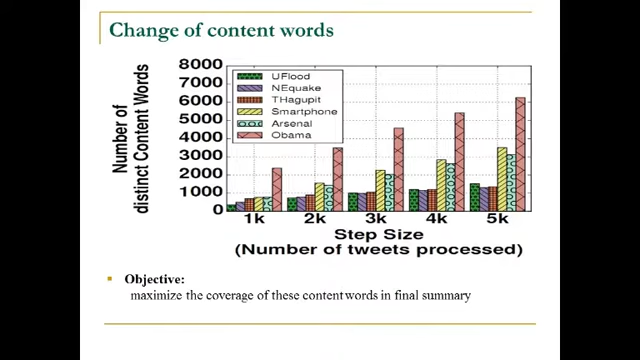 Change of content words
Number of
distinct Content Words
8000
7000
6000
5000
4000
3000
2000
1000
0
UFlood
NEquake
THagupit
Smartphone
Arsenal
Obama
1k 2k 3k 4k 5k
Step Size
(Number of tweets processed)
Objective:
maximize the coverage of these content words in final summary